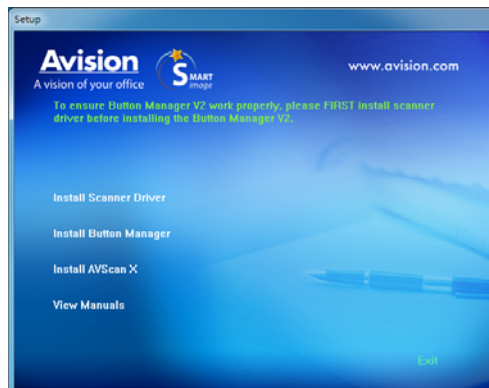 Setup
Avision
A vision of your office
SMART
image
www.avision.com
To ensure Button Manager V2 work properly, please FIRST install scanner
driver before installing the Button Manager V2.
Install Scanner Driver
Install Button Manager
Install AVScan X
View Manuals
Exit